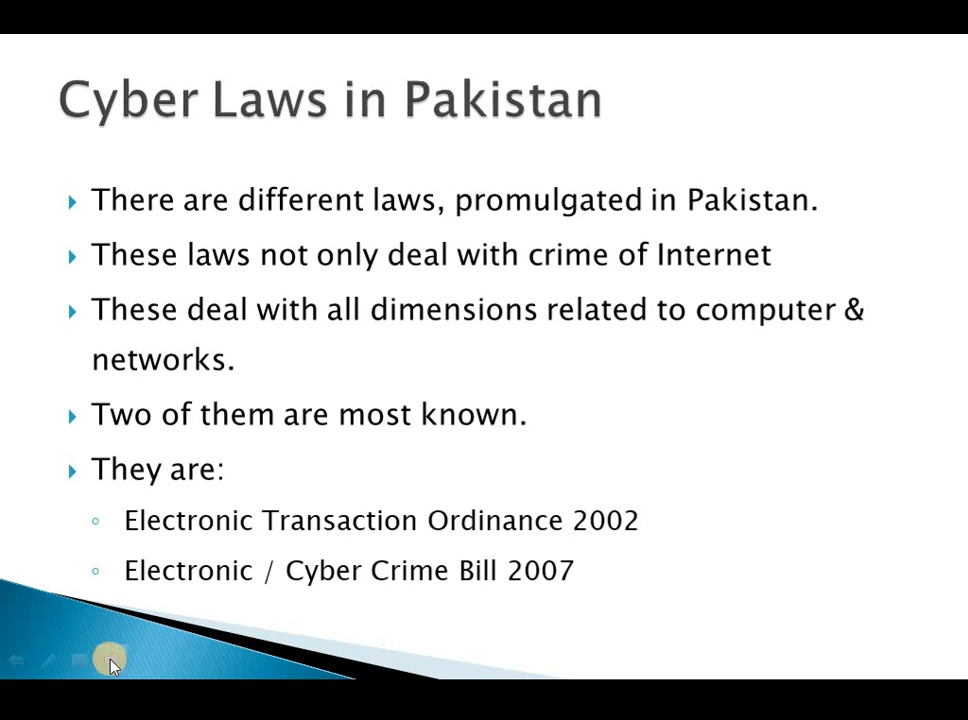 Cyber Laws in Pakistan
There are different laws, promulgated in Pakistan.
These laws not only deal with crime of Internet
These deal with all dimensions related to computer &
networks.
Two of them are most known.
They are:
Electronic Transaction Ordinance 2002
Electronic / Cyber Crime Bill 2007